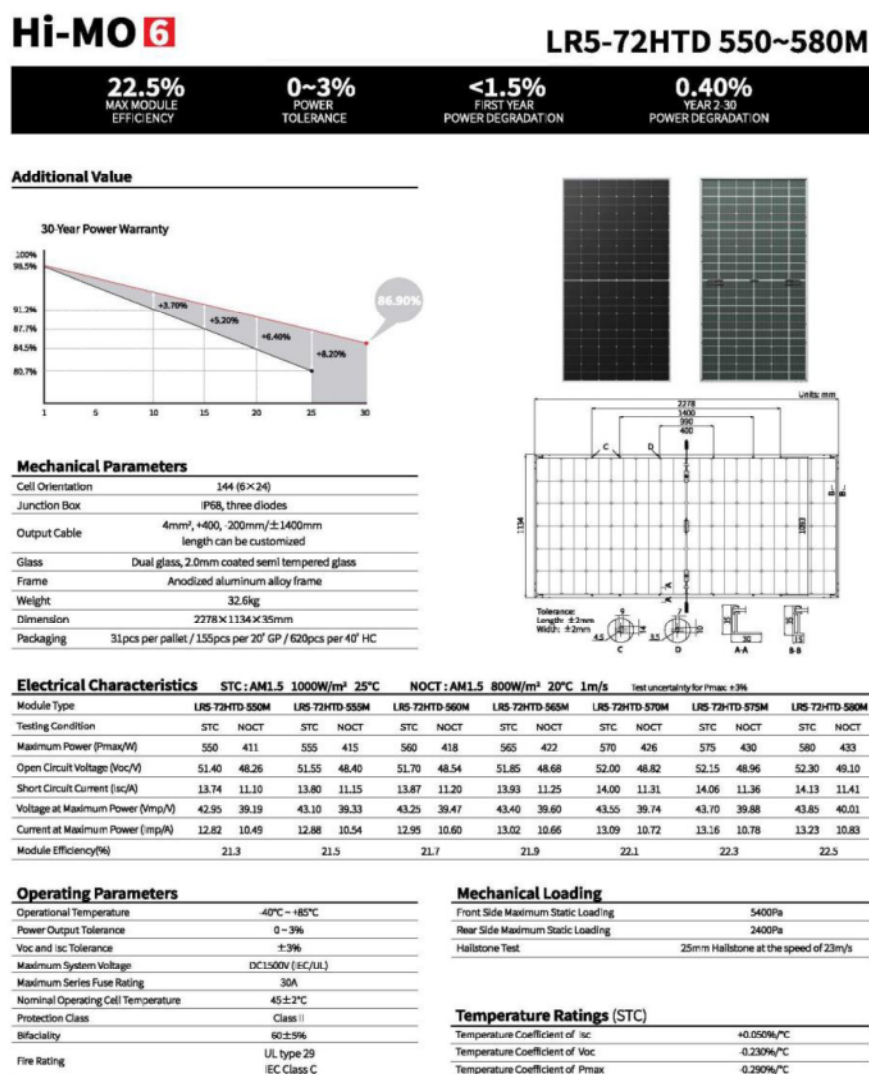 Hi-MO 6
LR5-72HTD 550~580M
22.5%
MAX MODULE
EFFICIENCY
0~3%
POWER
TOLERANCE
<1.5%
FIRST YEAR
POWER DEGRADATION
0.40%
YEAR 2-30
POWER DEGRADATION
Additional Value
30-Year Power Warranty
100%
98.5%
91.2%
87.7%
84.5%
80.7%
+3.70%
+5.20%
+6.40%
+8.20%
86.90%
1 5 10 15 20 25 30
Units: mm
2278
1400
990
400
C D
1134
1093
B B
A
A
Tolerance:
Length: ±2mm
Width: ±2mm
9
4.5
14
C
7
3.5
10
D
35
30
A-A
35
15
B-B
Mechanical Parameters
Cell Orientation 144 (6×24)
Junction Box IP68, three diodes
Output Cable 4mm², +400, -200mm/±1400mm
length can be customized
Glass Dual glass, 2.0mm coated semi tempered glass
Frame Anodized aluminum alloy frame
Weight 32.6kg
Dimension 2278×1134×35mm
Packaging 31pcs per pallet / 155pcs per 20' GP / 620pcs per 40' HC
Electrical Characteristics STC : AM1.5 1000W/m² 25°C NOCT : AM1.5 800W/m² 20°C 1m/s Test uncertainty for Pmax: ±3%
Module Type LR5-72HTD-550M LR5-72HTD-555M LR5-72HTD-560M LR5-72HTD-565M LR5-72HTD-570M LR5-72HTD-575M LR5-72HTD-580M
Testing Condition STC NOCT STC NOCT STC NOCT STC NOCT STC NOCT STC NOCT STC NOCT
Maximum Power (Pmax/W) 550 411 555 415 560 418 565 422 570 426 575 430 580 433
Open Circuit Voltage (Voc/V) 51.40 48.26 51.55 48.40 51.70 48.54 51.85 48.68 52.00 48.82 52.15 48.96 52.30 49.10
Short Circuit Current (Isc/A) 13.74 11.10 13.80 11.15 13.87 11.20 13.93 11.25 14.00 11.31 14.06 11.36 14.13 11.41
Voltage at Maximum Power (Vmp/V) 42.95 39.19 43.10 39.33 43.25 39.47 43.40 39.60 43.55 39.74 43.70 39.88 43.85 40.01
Current at Maximum Power (Imp/A) 12.82 10.49 12.88 10.54 12.95 10.60 13.02 10.66 13.09 10.72 13.16 10.78 13.23 10.83
Module Efficiency(%) 21.3 21.5 21.7 21.9 22.1 22.3 22.5
Operating Parameters
Operational Temperature -40°C ~ +85°C
Power Output Tolerance 0 ~ 3%
Voc and Isc Tolerance ±3%
Maximum System Voltage DC1500V (IEC/UL)
Maximum Series Fuse Rating 30A
Nominal Operating Cell Temperature 45±2°C
Protection Class Class II
Bifaciality 60±5%
Fire Rating UL type 29
IEC Class C
Mechanical Loading
Front Side Maximum Static Loading 5400Pa
Rear Side Maximum Static Loading 2400Pa
Hailstone Test 25mm Hailstone at the speed of 23m/s
Temperature Ratings (STC)
Temperature Coefficient of Isc +0.050%/°C
Temperature Coefficient of Voc -0.230%/°C
Temperature Coefficient of Pmax -0.290%/°C